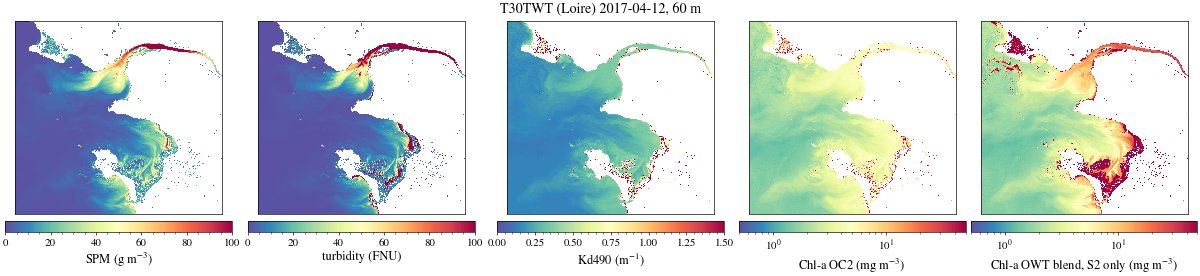 T30TWT (Loire) 2017-04-12, 60 m
0 20 40 60 80 100
SPM (g m⁻³)
0 20 40 60 80 100
turbidity (FNU)
0.00 0.25 0.50 0.75 1.00 1.25 1.50
Kd490 (m⁻¹)
10⁰ 10¹
Chl-a OC2 (mg m⁻³)
10⁰ 10¹
Chl-a OWT blend, S2 only (mg m⁻³)